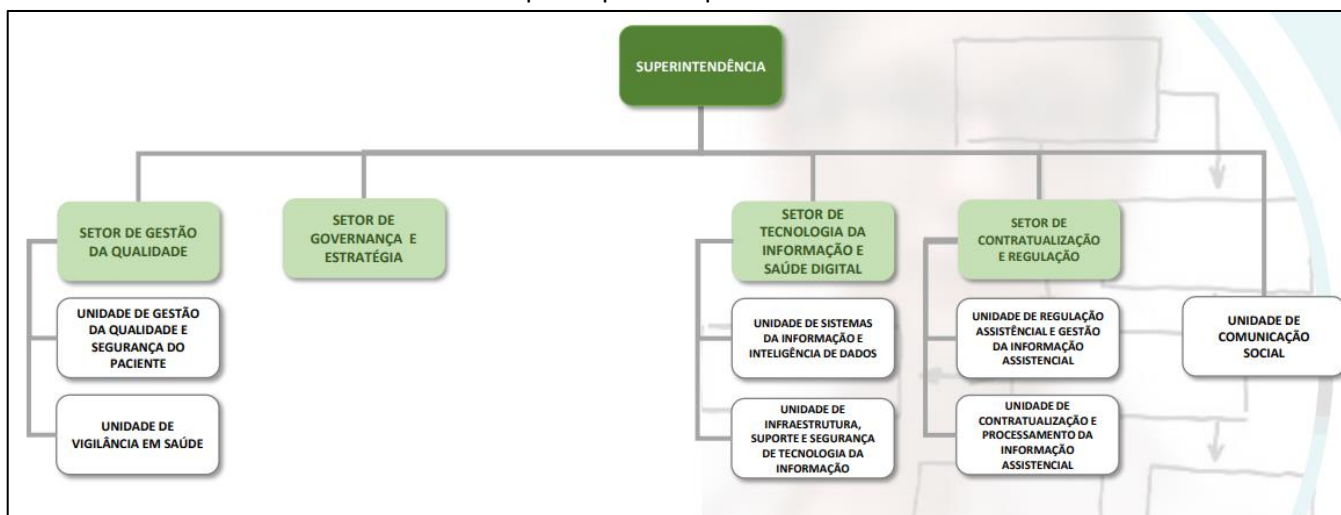 SUPERINTENDÊNCIA
SETOR DE GESTÃO
DA QUALIDADE
SETOR DE
GOVERNANÇA E
ESTRATÉGIA
SETOR DE
TECNOLOGIA DA
INFORMAÇÃO E
SAÚDE DIGITAL
SETOR DE
CONTRATUALIZAÇÃO
E REGULAÇÃO
UNIDADE DE GESTÃO
DA QUALIDADE E
SEGURANÇA DO
PACIENTE
UNIDADE DE SISTEMAS
DA INFORMAÇÃO E
INTELIGÊNCIA DE DADOS
UNIDADE DE REGULAÇÃO
ASSISTÊNCIAL E GESTÃO
DA INFORMAÇÃO
ASSISTENCIAL
UNIDADE DE
COMUNICAÇÃO
SOCIAL
UNIDADE DE
VIGILÂNCIA EM SAÚDE
UNIDADE DE
INFRAESTRUTURA,
SUPORTE E SEGURANÇA
DE TECNOLOGIA DA
INFORMAÇÃO
UNIDADE DE
CONTRATUALIZAÇÃO E
PROCESSAMENTO DA
INFORMAÇÃO
ASSISTENCIAL